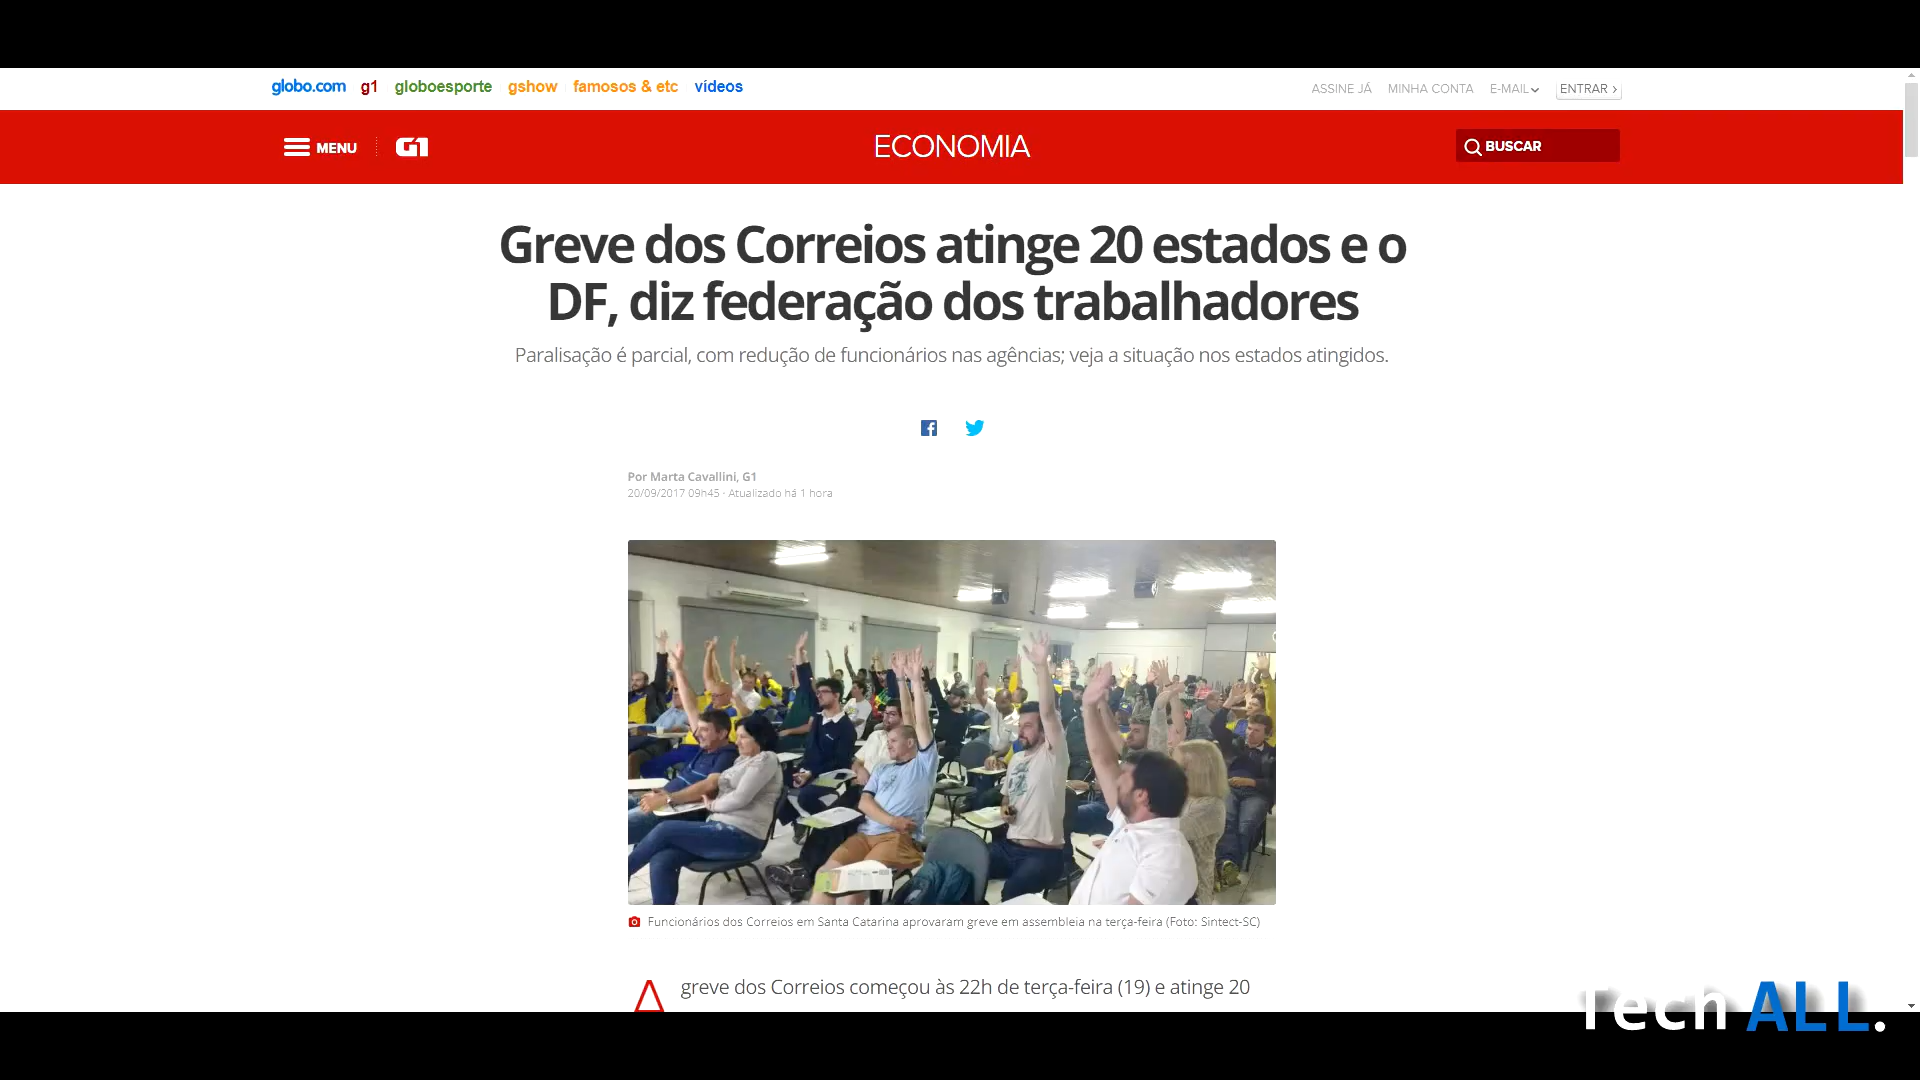 globo.com g1 globoesporte gshow famosos & etc vídeos ASSINE JÁ MINHA CONTA E-MAIL ENTRAR
MENU G1 ECONOMIA BUSCAR
Greve dos Correios atinge 20 estados e o
DF, diz federação dos trabalhadores
Paralisação é parcial, com redução de funcionários nas agências; veja a situação nos estados atingidos.
Por Marta Cavallini, G1
20/09/2017 09h45 · Atualizado há 1 hora
Funcionários dos Correios em Santa Catarina aprovaram greve em assembleia na terça-feira (Foto: Sintect-SC)
A greve dos Correios começou às 22h de terça-feira (19) e atinge 20
Tech ALL.